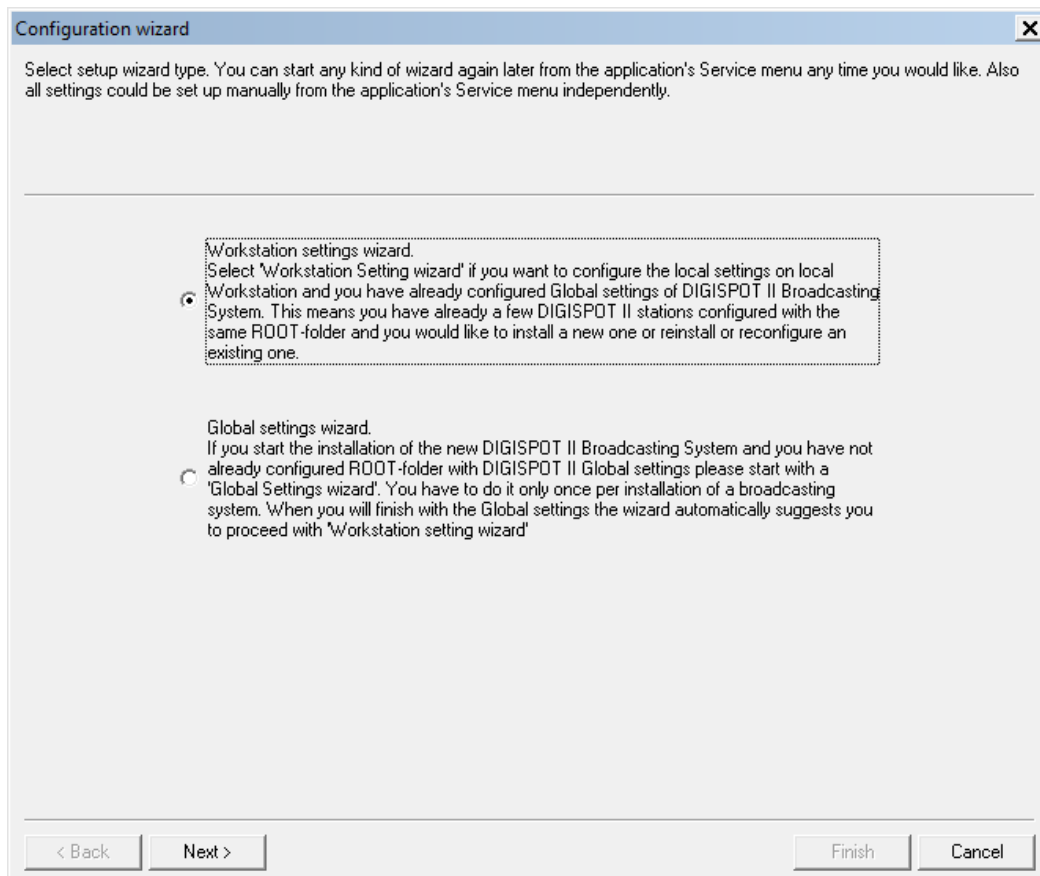 Configuration wizard
Select setup wizard type. You can start any kind of wizard again later from the application's Service menu any time you would like. Also
all settings could be set up manually from the application's Service menu independently.
Workstation settings wizard.
Select 'Workstation Setting wizard' if you want to configure the local settings on local
Workstation and you have already configured Global settings of DIGISPOT II Broadcasting
System. This means you have already a few DIGISPOT II stations configured with the
same ROOT-folder and you would like to install a new one or reinstall or reconfigure an
existing one.
Global settings wizard.
If you start the installation of the new DIGISPOT II Broadcasting System and you have not
already configured ROOT-folder with DIGISPOT II Global settings please start with a
'Global Settings wizard'. You have to do it only once per installation of a broadcasting
system. When you will finish with the Global settings the wizard automatically suggests you
to proceed with 'Workstation setting wizard'
< Back
Next >
Finish
Cancel